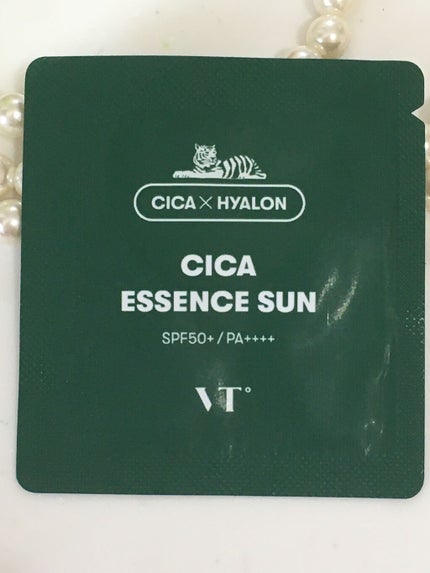 CICA × HYALON
CICA
ESSENCE SUN
SPF50+ / PA++++
VT°